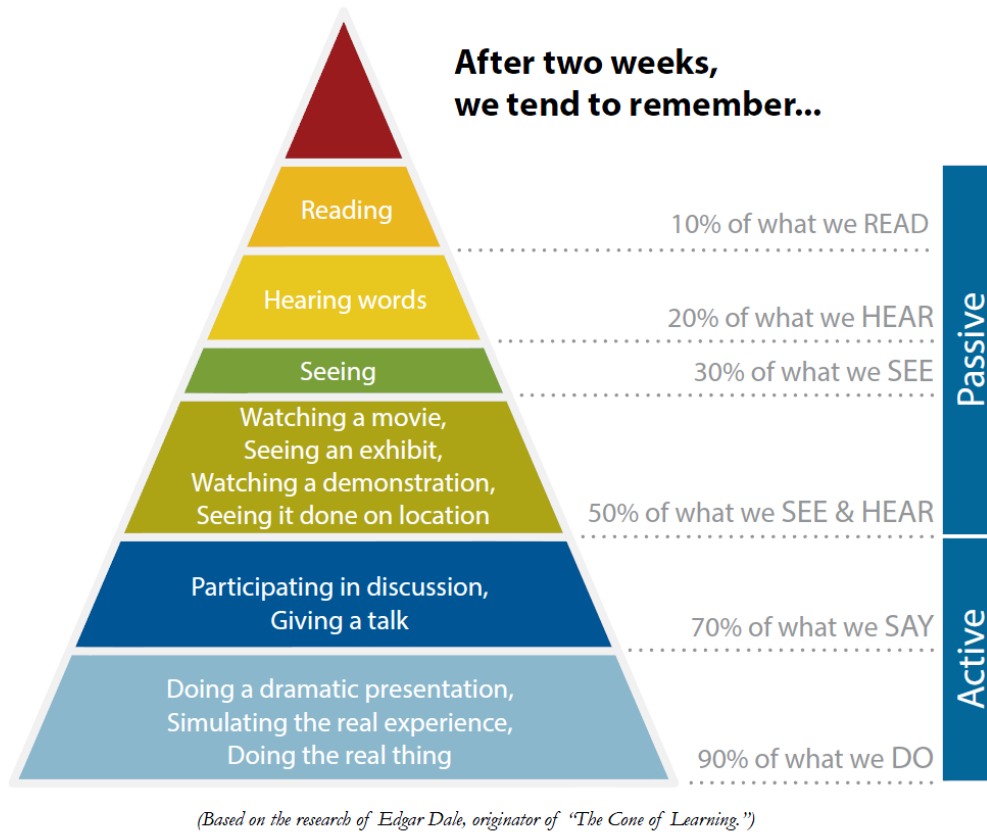 After two weeks,
we tend to remember...
Reading
10% of what we READ
Hearing words
20% of what we HEAR
Seeing
30% of what we SEE
Watching a movie,
Seeing an exhibit,
Watching a demonstration,
Seeing it done on location
50% of what we SEE & HEAR
Passive
Participating in discussion,
Giving a talk
70% of what we SAY
Doing a dramatic presentation,
Simulating the real experience,
Doing the real thing
90% of what we DO
Active
(Based on the research of Edgar Dale, originator of “The Cone of Learning.”)